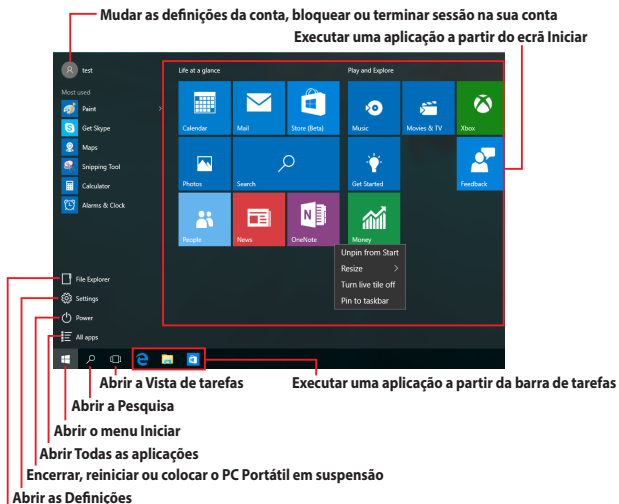 Mudar as definições da conta, bloquear ou terminar sessão na sua conta
Executar uma aplicação a partir do ecrã Iniciar
test
Life at a glance
Play and Explore
Most used
Paint
Get Skype
Maps
Snipping Tool
Calculator
Alarms & Clock
Calendar
Mail
Store (Beta)
Music
Movies & TV
Xbox
Photos
Search
Get Started
Feedback
People
News
OneNote
Money
Unpin from Start
Resize
Turn live tile off
Pin to taskbar
File Explorer
Settings
Power
All apps
Abrir a Vista de tarefas
Executar uma aplicação a partir da barra de tarefas
Abrir a Pesquisa
Abrir o menu Iniciar
Abrir Todas as aplicações
Encerrar, reiniciar ou colocar o PC Portátil em suspensão
Abrir as Definições